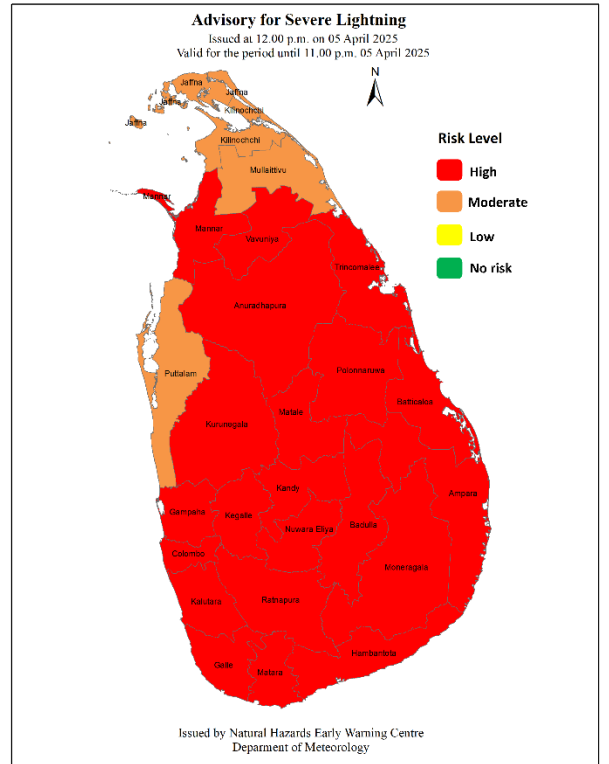 Advisory for Severe Lightning
Issued at 12.00 p.m. on 05 April 2025
Valid for the period until 11.00 p.m. 05 April 2025
N
Jaffna
Jaffna
Jaffna
Kilinochchi
Jaffna
Kilinochchi
Mullaittivu
Risk Level
High
Moderate
Low
No risk
Mannar
Mannar
Vavuniya
Trincomalee
Anuradhapura
Puttalam
Polonnaruwa
Batticaloa
Matale
Kurunegala
Kandy
Ampara
Gampaha
Kegalle
Nuwara Eliya
Badulla
Colombo
Moneragala
Kalutara
Ratnapura
Hambantota
Galle
Matara
Issued by Natural Hazards Early Warning Centre
Deparment of Meteorology